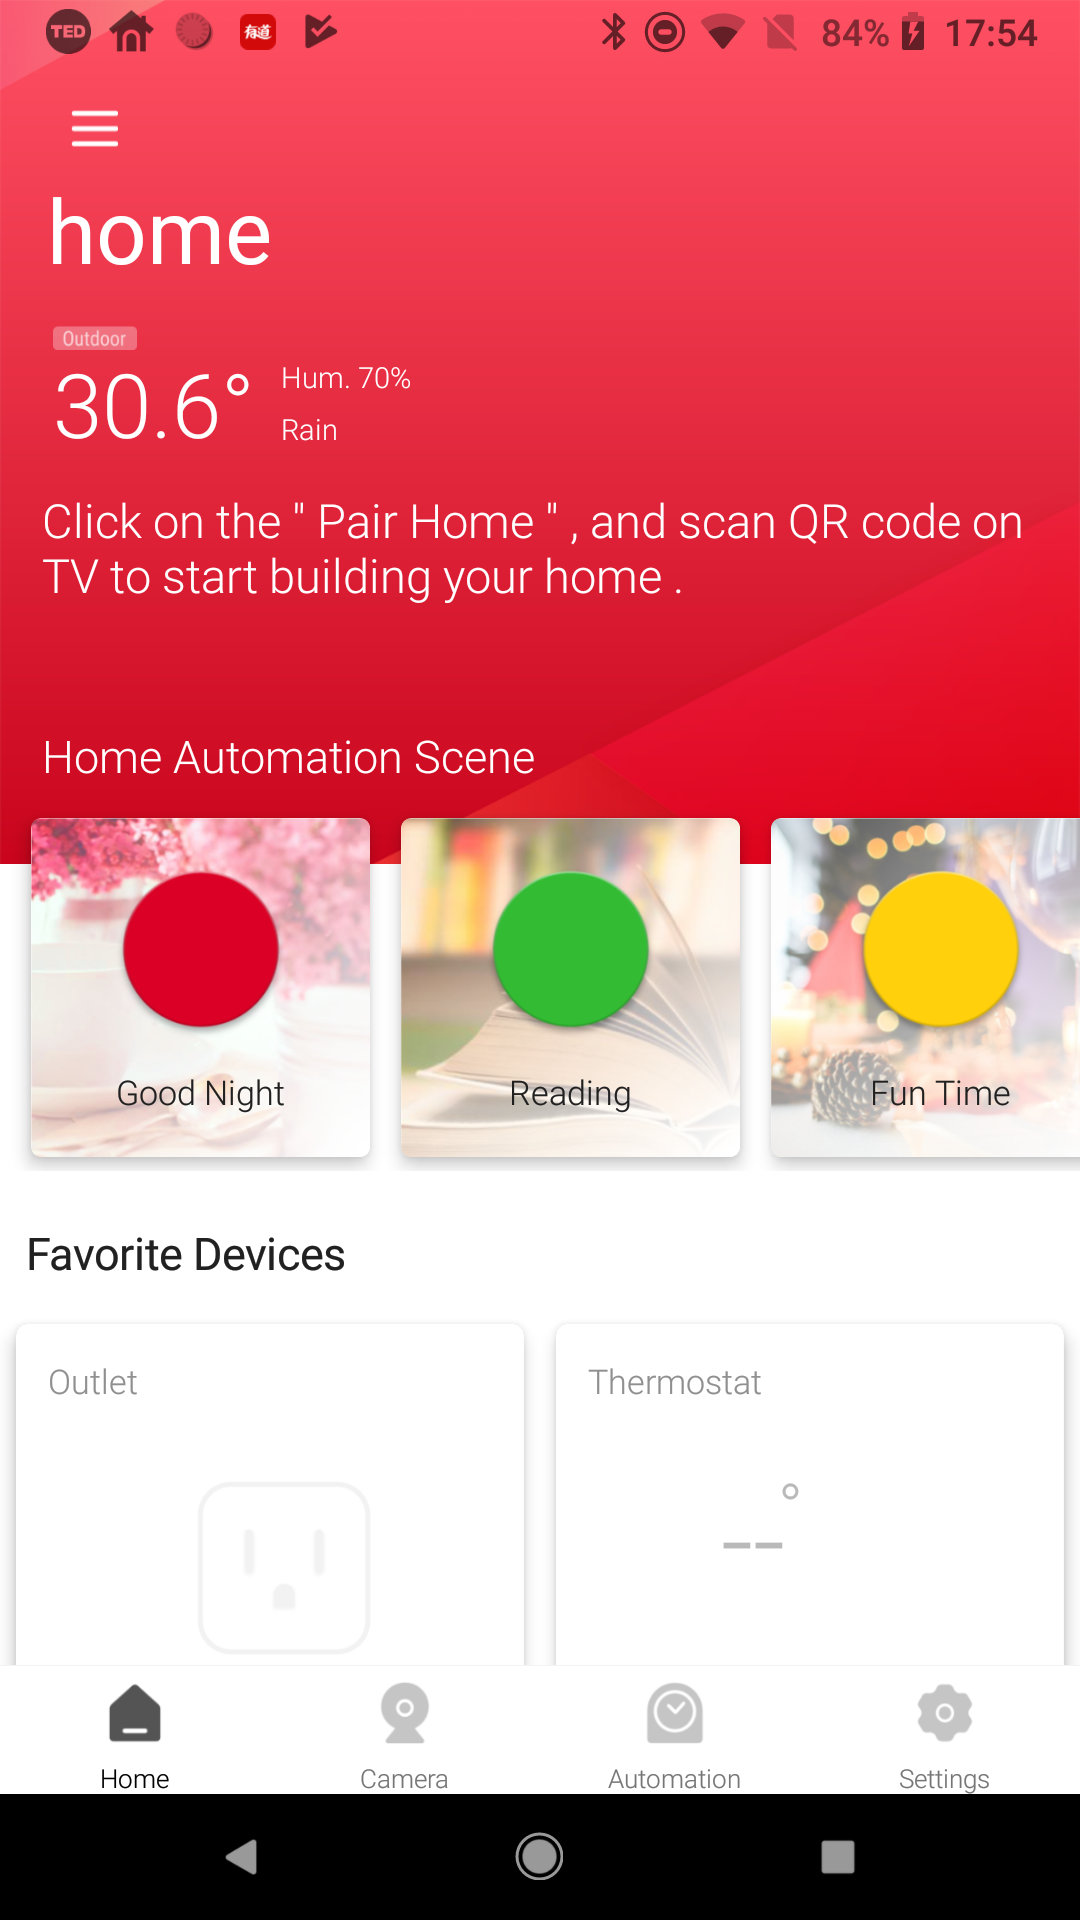 TED
有道
84%
17:54
home
Outdoor
30.6°
Hum. 70%
Rain
Click on the " Pair Home " , and scan QR code on
TV to start building your home .
Home Automation Scene
Good Night
Reading
Fun Time
Favorite Devices
Outlet
Thermostat
--°
Home
Camera
Automation
Settings